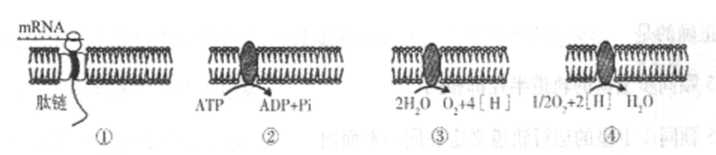 mRNA
肽链
ATP ADP+Pi
2H₂O O₂+4[H]
1/2O₂+2[H] H₂O
① ② ③ ④